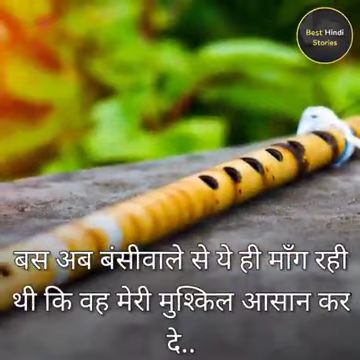 Best Hindi
Stories
बस अब बंसीवाले से ये ही माँग रही
थी कि वह मेरी मुश्किल आसान कर
दे..